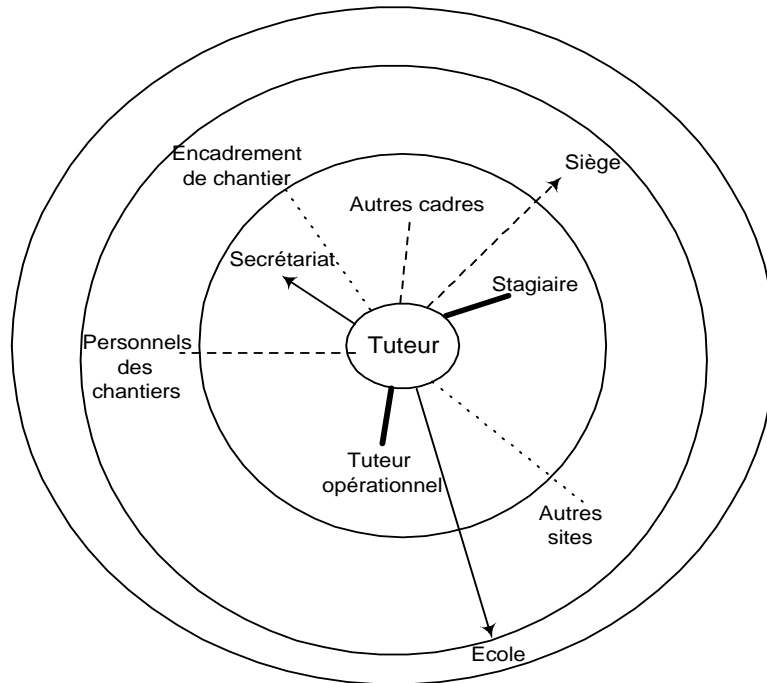 Encadrement
de chantier
Siège
Autres cadres
Secrétariat
Stagiaire
Personnels
des
chantiers
Tuteur
Tuteur
opérationnel
Autres
sites
Ecole